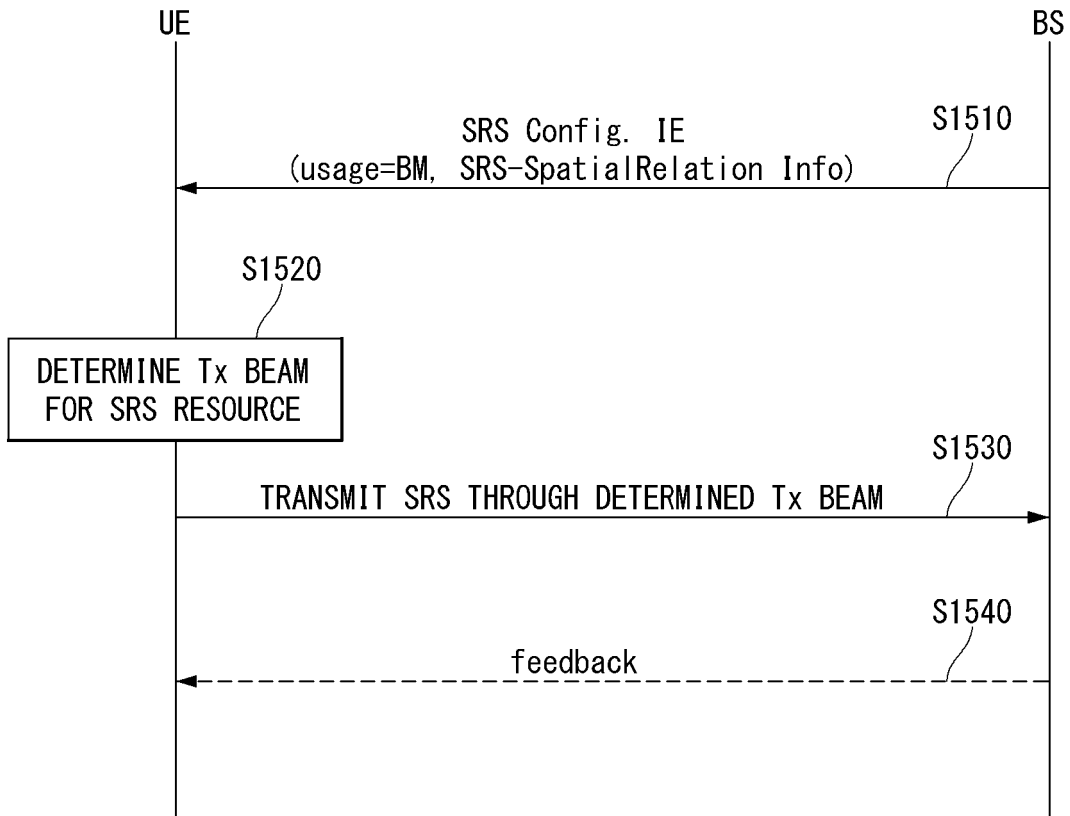 UE
BS
S1510
SRS Config. IE
(usage=BM, SRS-SpatialRelation Info)
S1520
DETERMINE Tx BEAM
FOR SRS RESOURCE
S1530
TRANSMIT SRS THROUGH DETERMINED Tx BEAM
S1540
feedback